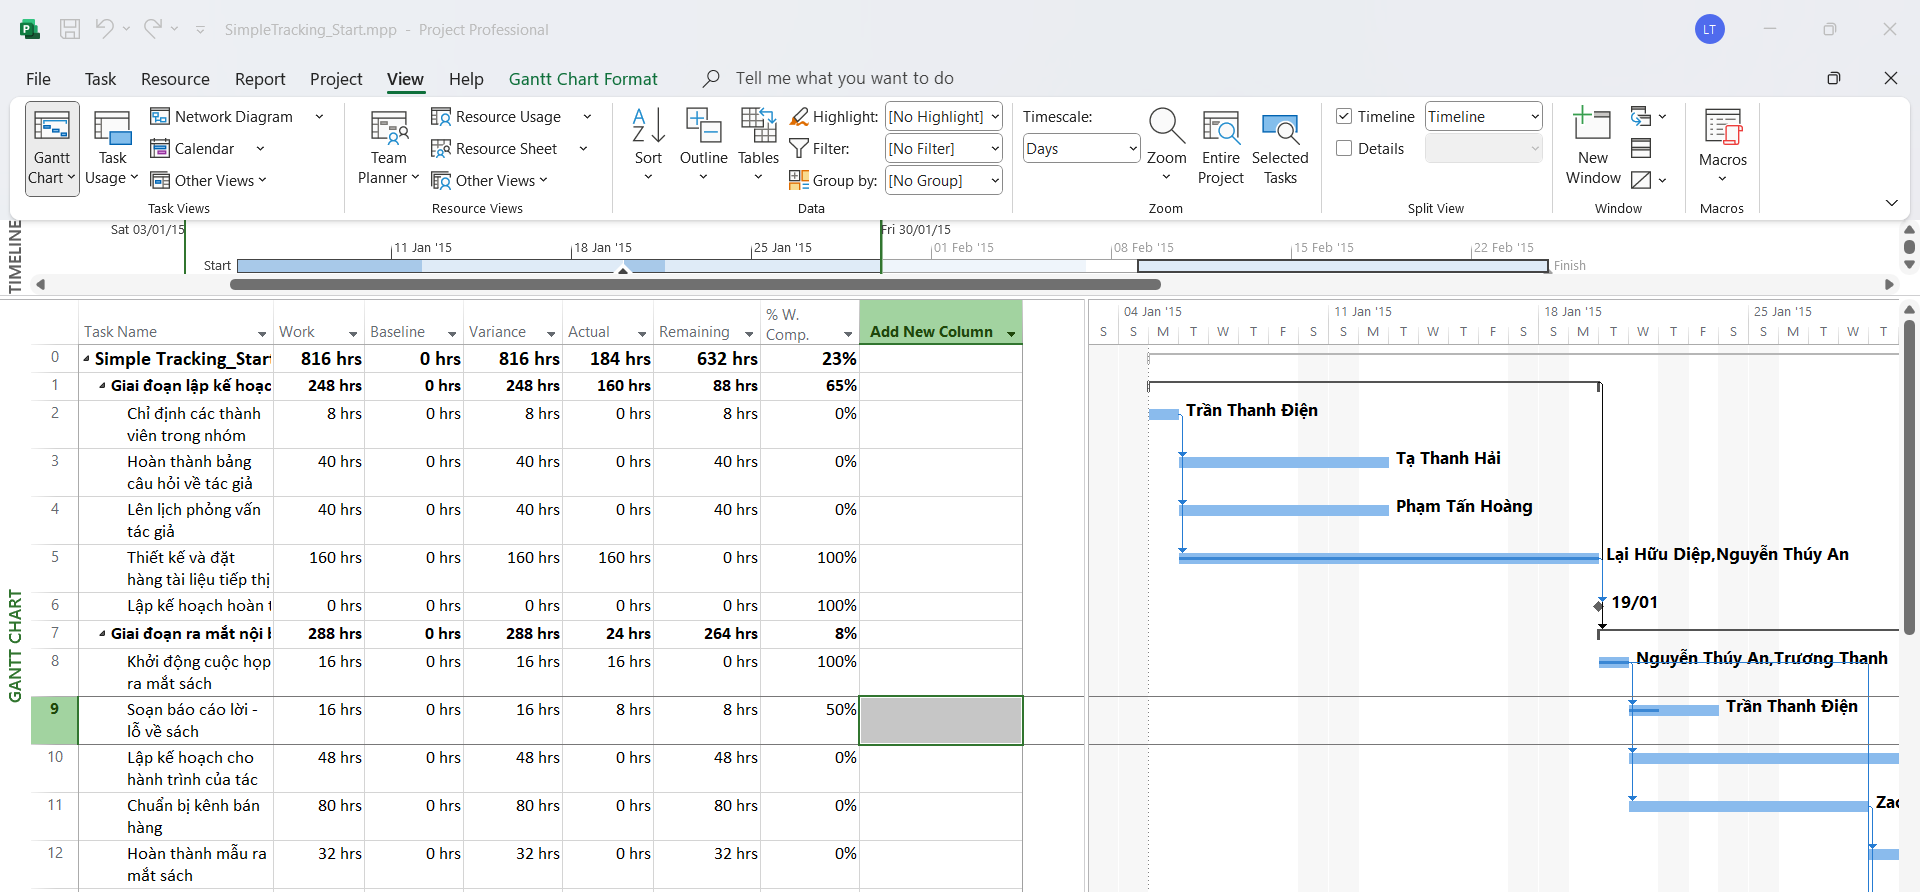 SimpleTracking_Start.mpp - Project Professional
LT
File Task Resource Report Project View Help Gantt Chart Format Tell me what you want to do
Gantt Chart
Task Usage
Network Diagram
Calendar
Other Views
Task Views
Team Planner
Resource Usage
Resource Sheet
Other Views
Resource Views
Sort
Outline
Tables
Highlight: [No Highlight]
Filter: [No Filter]
Group by: [No Group]
Data
Timescale:
Days
Zoom
Entire Project
Selected Tasks
Zoom
Timeline Timeline
Details
Split View
New Window
Window
Macros
Macros
TIMELINE
Sat 03/01/15 Fri 30/01/15
11 Jan '15 18 Jan '15 25 Jan '15 01 Feb '15 08 Feb '15 15 Feb '15 22 Feb '15
Start Finish
GANTT CHART
Task Name Work Baseline Variance Actual Remaining % W. Comp. Add New Column
0 Simple Tracking_Start 816 hrs 0 hrs 816 hrs 184 hrs 632 hrs 23%
1 Giai đoạn lập kế hoạc 248 hrs 0 hrs 248 hrs 160 hrs 88 hrs 65%
2 Chỉ định các thành viên trong nhóm 8 hrs 0 hrs 8 hrs 0 hrs 8 hrs 0%
3 Hoàn thành bảng câu hỏi về tác giả 40 hrs 0 hrs 40 hrs 0 hrs 40 hrs 0%
4 Lên lịch phỏng vấn tác giả 40 hrs 0 hrs 40 hrs 0 hrs 40 hrs 0%
5 Thiết kế và đặt hàng tài liệu tiếp thị 160 hrs 0 hrs 160 hrs 160 hrs 0 hrs 100%
6 Lập kế hoạch hoàn t 0 hrs 0 hrs 0 hrs 0 hrs 0 hrs 100%
7 Giai đoạn ra mắt nội b 288 hrs 0 hrs 288 hrs 24 hrs 264 hrs 8%
8 Khởi động cuộc họp ra mắt sách 16 hrs 0 hrs 16 hrs 16 hrs 0 hrs 100%
9 Soạn báo cáo lời - lỗ về sách 16 hrs 0 hrs 16 hrs 8 hrs 8 hrs 50%
10 Lập kế hoạch cho hành trình của tác 48 hrs 0 hrs 48 hrs 0 hrs 48 hrs 0%
11 Chuẩn bị kênh bán hàng 80 hrs 0 hrs 80 hrs 0 hrs 80 hrs 0%
12 Hoàn thành mẫu ra mắt sách 32 hrs 0 hrs 32 hrs 0 hrs 32 hrs 0%
04 Jan '15 11 Jan '15 18 Jan '15 25 Jan '15
S S M T W T F S S M T W T F S S M T W T F S S M T W T
Trần Thanh Điện
Tạ Thanh Hải
Phạm Tấn Hoàng
Lại Hữu Diệp,Nguyễn Thúy An
19/01
Nguyễn Thúy An,Trương Thanh
Trần Thanh Điện
Zac